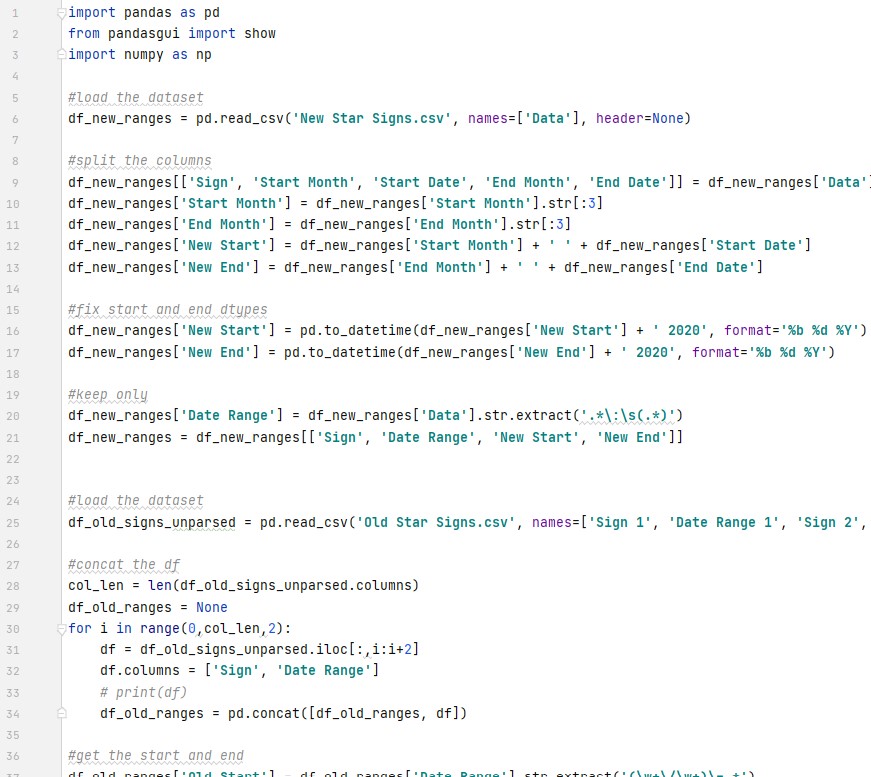 1 import pandas as pd
2 from pandasgui import show
3 import numpy as np
4
5 #load the dataset
6 df_new_ranges = pd.read_csv('New Star Signs.csv', names=['Data'], header=None)
7
8 #split the columns
9 df_new_ranges[['Sign', 'Start Month', 'Start Date', 'End Month', 'End Date']] = df_new_ranges['Data']
10 df_new_ranges['Start Month'] = df_new_ranges['Start Month'].str[:3]
11 df_new_ranges['End Month'] = df_new_ranges['End Month'].str[:3]
12 df_new_ranges['New Start'] = df_new_ranges['Start Month'] + ' ' + df_new_ranges['Start Date']
13 df_new_ranges['New End'] = df_new_ranges['End Month'] + ' ' + df_new_ranges['End Date']
14
15 #fix start and end dtypes
16 df_new_ranges['New Start'] = pd.to_datetime(df_new_ranges['New Start'] + ' 2020', format='%b %d %Y')
17 df_new_ranges['New End'] = pd.to_datetime(df_new_ranges['New End'] + ' 2020', format='%b %d %Y')
18
19 #keep only
20 df_new_ranges['Date Range'] = df_new_ranges['Data'].str.extract('.*\:\s(.*)')
21 df_new_ranges = df_new_ranges[['Sign', 'Date Range', 'New Start', 'New End']]
22
23
24 #load the dataset
25 df_old_signs_unparsed = pd.read_csv('Old Star Signs.csv', names=['Sign 1', 'Date Range 1', 'Sign 2',
26
27 #concat the df
28 col_len = len(df_old_signs_unparsed.columns)
29 df_old_ranges = None
30 for i in range(0,col_len,2):
31 df = df_old_signs_unparsed.iloc[:,i:i+2]
32 df.columns = ['Sign', 'Date Range']
33 # print(df)
34 df_old_ranges = pd.concat([df_old_ranges, df])
35
36 #get the start and end
37 df_old_ranges['Old Start'] = df_old_ranges['Date Range'].str.extract('(\w+\/\w+)\-.*')